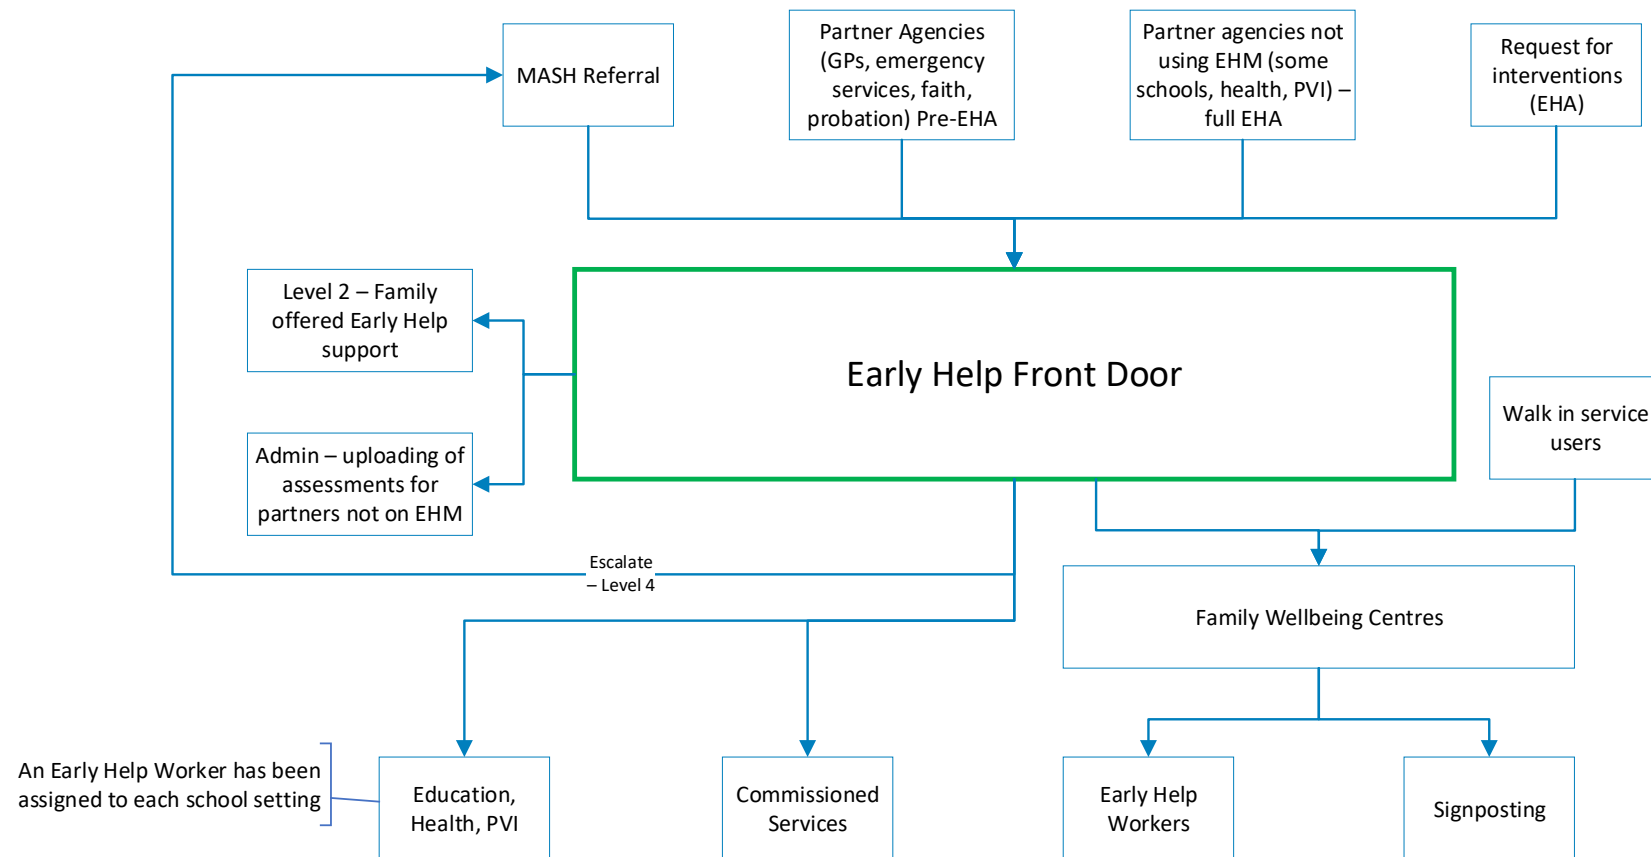 MASH Referral
Partner Agencies
(GPs, emergency
services, faith,
probation) Pre-EHA
Partner agencies not
using EHM (some
schools, health, PVI) –
full EHA
Request for
interventions
(EHA)
Level 2 – Family
offered Early Help
support
Early Help Front Door
Walk in service
users
Admin – uploading of
assessments for
partners not on EHM
Escalate
– Level 4
Family Wellbeing Centres
An Early Help Worker has been
assigned to each school setting
Education,
Health, PVI
Commissioned
Services
Early Help
Workers
Signposting